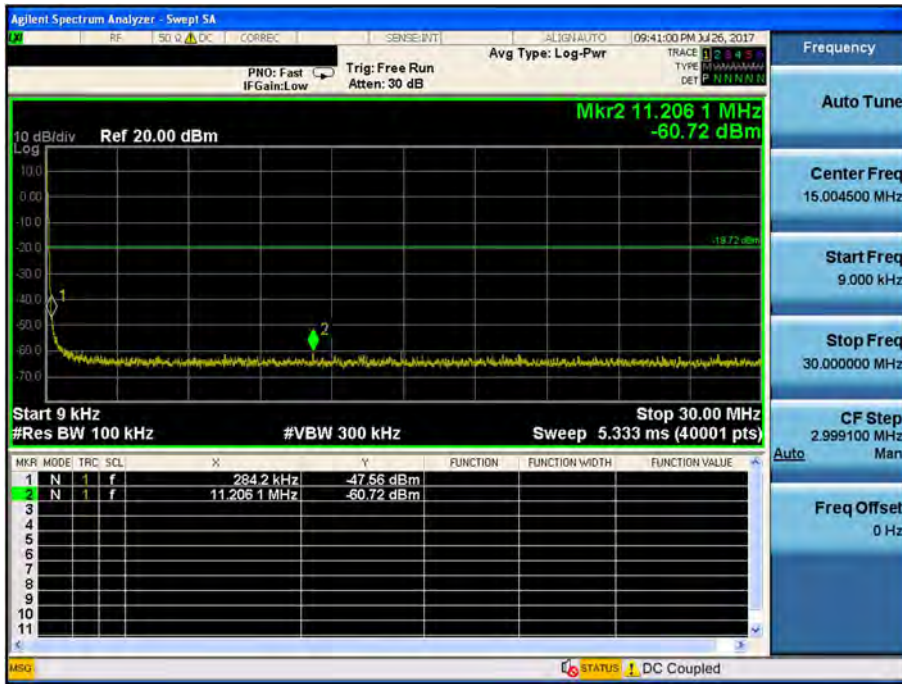 Agilent Spectrum Analyzer - Swept SA
RF 50 Ω DC CORREC SENSE:INT ALIGN AUTO 09:41:00 PM Jul 26, 2017
Avg Type: Log-Pwr
TRACE 1 2 3 4 5 6
TYPE M
DET P N N N N N
PNO: Fast
IFGain:Low
Trig: Free Run
Atten: 30 dB
Frequency
Auto Tune
Center Freq
15.004500 MHz
Start Freq
9.000 kHz
Stop Freq
30.000000 MHz
CF Step
2.999100 MHz
Auto Man
Freq Offset
0 Hz
Mkr2 11.206 1 MHz
-60.72 dBm
10 dB/div Ref 20.00 dBm
Log
10.0
0.00
-10.0
-20.0
-30.0
-40.0
-50.0
-60.0
-70.0
-19.72 dBm
1
2
Start 9 kHz Stop 30.00 MHz
#Res BW 100 kHz #VBW 300 kHz Sweep 5.333 ms (40001 pts)
MKR MODE TRC SCL X Y FUNCTION FUNCTION WIDTH FUNCTION VALUE
1 N 1 f 284.2 kHz -47.56 dBm
2 N 1 f 11.206 1 MHz -60.72 dBm
3
4
5
6
7
8
9
10
11
MSG STATUS DC Coupled